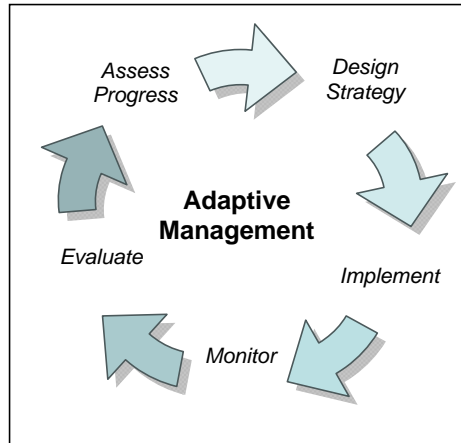 Assess
Progress
Design
Strategy
Adaptive
Management
Evaluate
Implement
Monitor